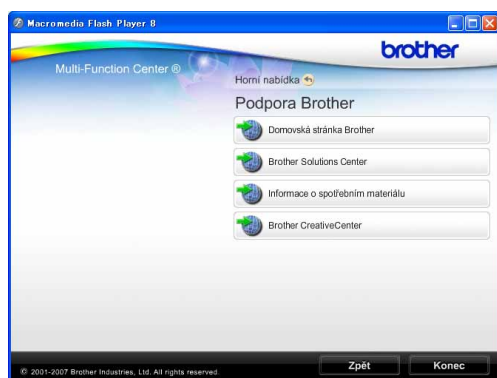 Macromedia Flash Player 8
brother
Multi-Function Center ®
Horní nabídka
Podpora Brother
Domovská stránka Brother
Brother Solutions Center
Informace o spotřebním materiálu
Brother CreativeCenter
© 2001-2007 Brother Industries, Ltd. All rights reserved.
Zpět
Konec